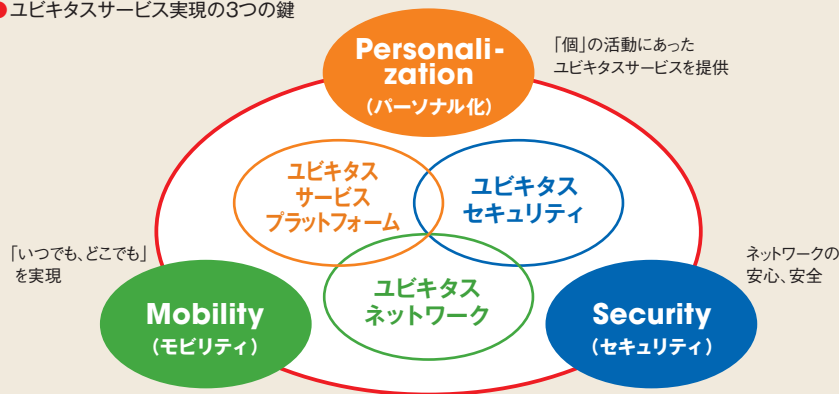 ●ユビキタスサービス実現の3つの鍵
Personali-
zation
(パーソナル化)
「個」の活動にあった
ユビキタスサービスを提供
ユビキタス
サービス
プラットフォーム
ユビキタス
セキュリティ
「いつでも、どこでも」
を実現
ネットワークの
安心、安全
ユビキタス
ネットワーク
Mobility
(モビリティ)
Security
(セキュリティ)